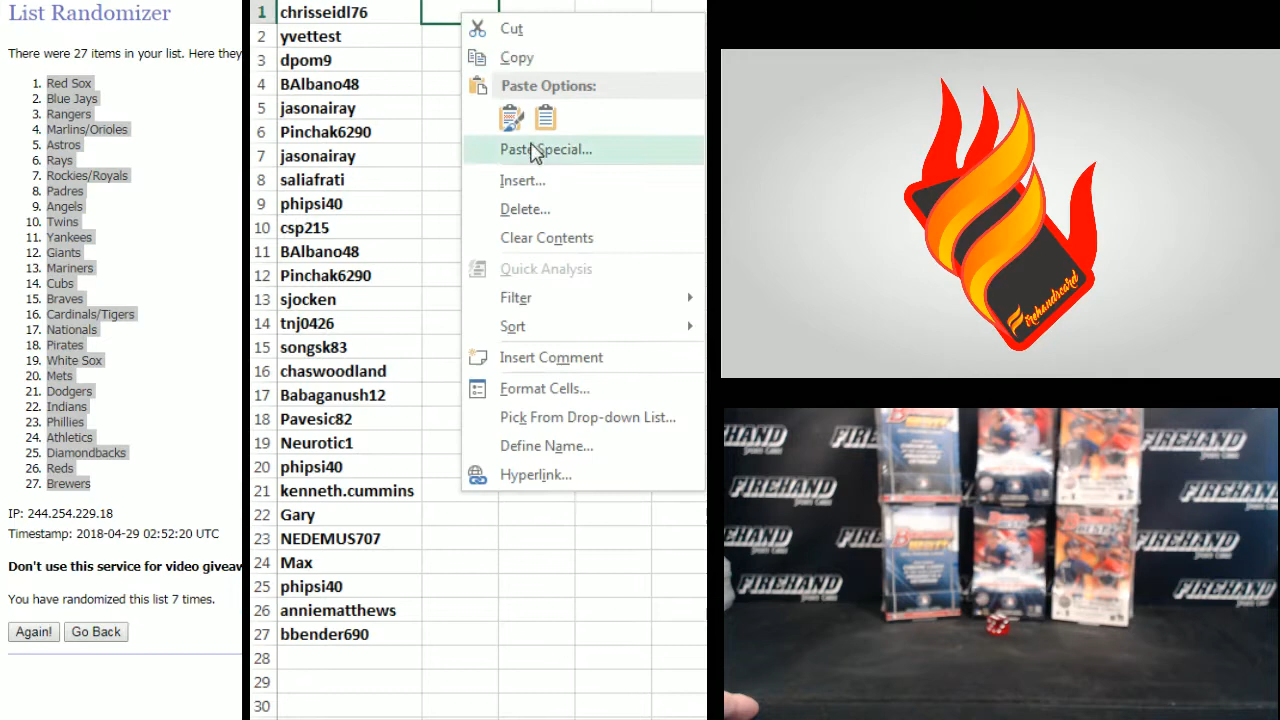 List Randomizer
There were 27 items in your list. Here they
1. Red Sox
2. Blue Jays
3. Rangers
4. Marlins/Orioles
5. Astros
6. Rays
7. Rockies/Royals
8. Padres
9. Angels
10. Twins
11. Yankees
12. Giants
13. Mariners
14. Cubs
15. Braves
16. Cardinals/Tigers
17. Nationals
18. Pirates
19. White Sox
20. Mets
21. Dodgers
22. Indians
23. Phillies
24. Athletics
25. Diamondbacks
26. Reds
27. Brewers
IP: 244.254.229.18
Timestamp: 2018-04-29 02:52:20 UTC
Don't use this service for video giveaw
You have randomized this list 7 times.
Again! Go Back
1 chrisseidl76
2 yvettest
3 dpom9
4 BAlbano48
5 jasonairay
6 Pinchak6290
7 jasonairay
8 saliafrati
9 phipsi40
10 csp215
11 BAlbano48
12 Pinchak6290
13 sjocken
14 tnj0426
15 songsk83
16 chaswoodland
17 Babaganush12
18 Pavesic82
19 Neurotic1
20 phipsi40
21 kenneth.cummins
22 Gary
23 NEDEMUS707
24 Max
25 phipsi40
26 anniematthews
27 bbender690
28
29
30
Cut
Copy
Paste Options:
Paste Special...
Insert...
Delete...
Clear Contents
Quick Analysis
Filter
Sort
Insert Comment
Format Cells...
Pick From Drop-down List...
Define Name...
Hyperlink...
Firehandscard
FIREHAND
FIREHAND
FIREHAND
FIREHAND
FIREHAND